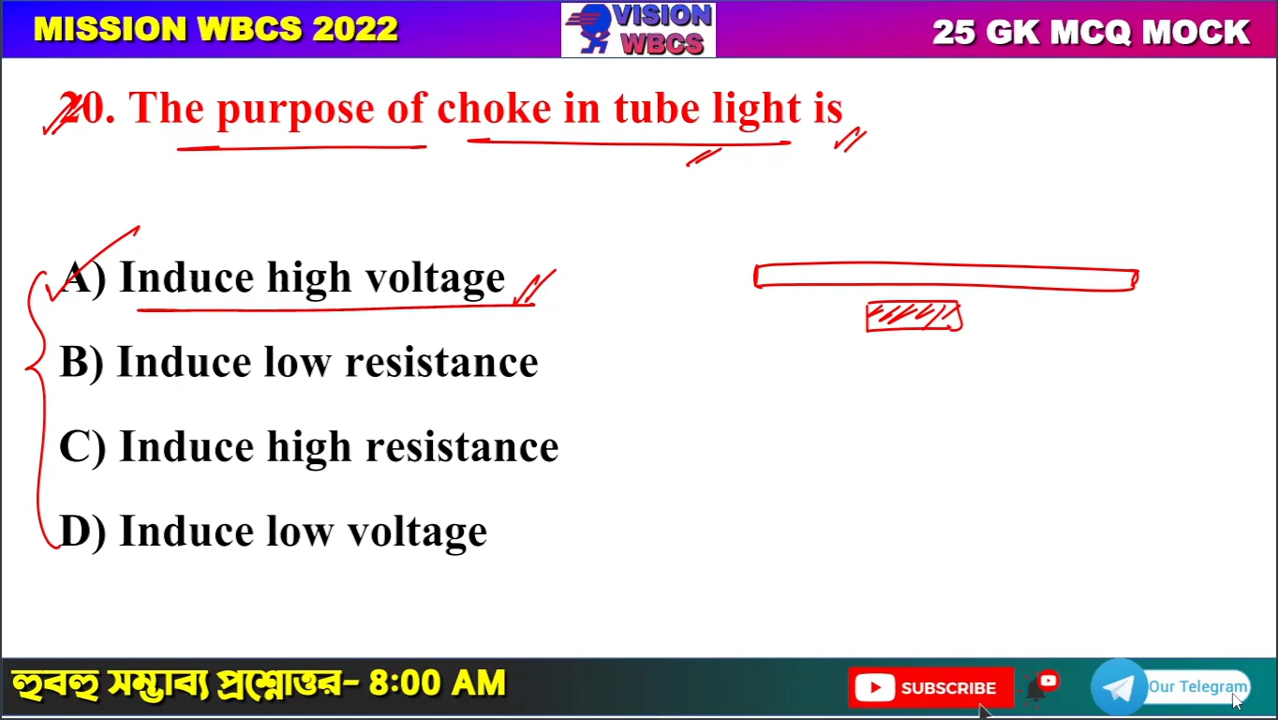 MISSION WBCS 2022
VISION
WBCS
25 GK MCQ MOCK
20. The purpose of choke in tube light is
A) Induce high voltage
B) Induce low resistance
C) Induce high resistance
D) Induce low voltage
হুবহু সম্ভাব্য প্রশ্নোত্তর- 8:00 AM
SUBSCRIBE
Our Telegram